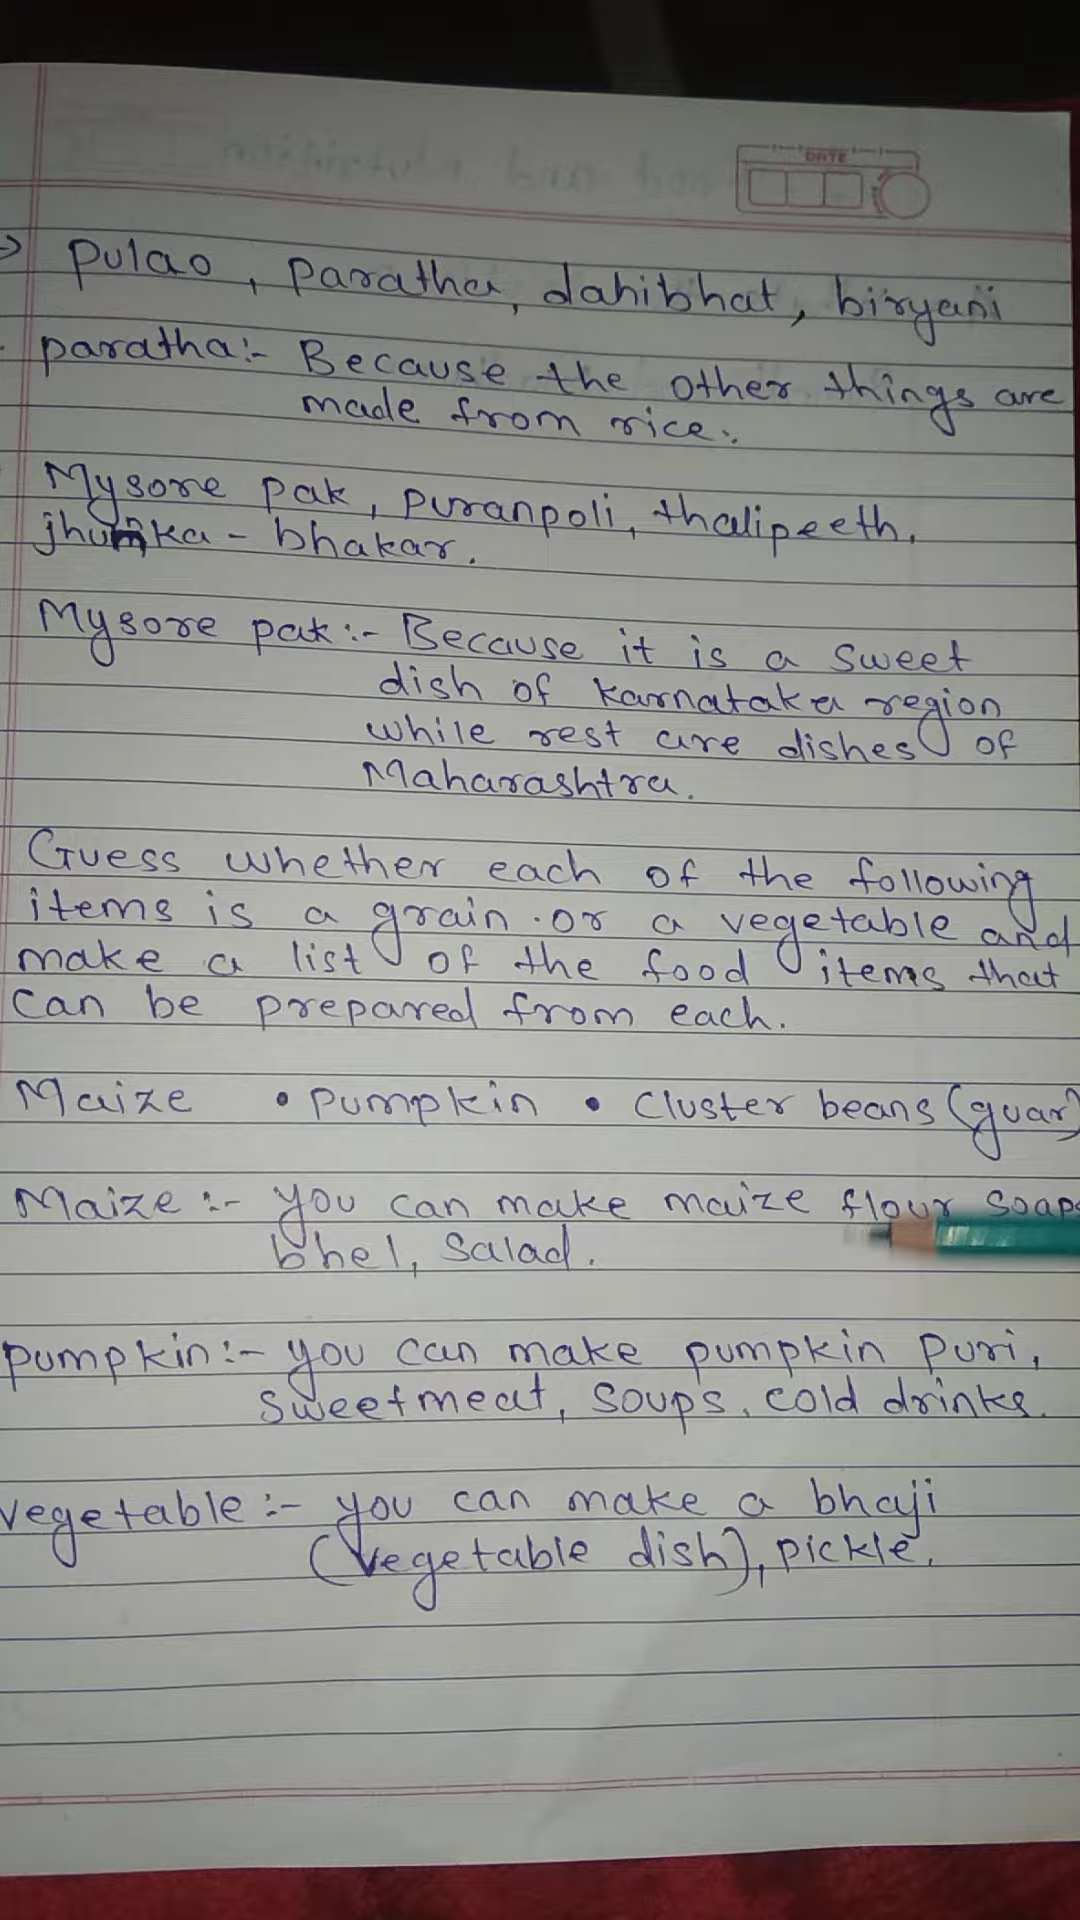 DATE
→ Pulao, Paratha, dahibhat, biryani
paratha:- Because the other things are
made from rice.
Mysore pak, Puranpoli, thalipeeth,
jhunka - bhakar.
Mysore pak:- Because it is a sweet
dish of karnataka region
while rest are dishes of
Maharashtra.
Guess whether each of the following
items is a grain or a vegetable and
make a list of the food items that
can be prepared from each.
Maize • Pumpkin • Cluster beans (guar)
Maize :- you can make maize flour soaps
bhel, Salad.
pumpkin:- you can make pumpkin Puri,
Sweetmeat, Soups, cold drinks.
vegetable:- you can make a bhaji
(vegetable dish), pickle.